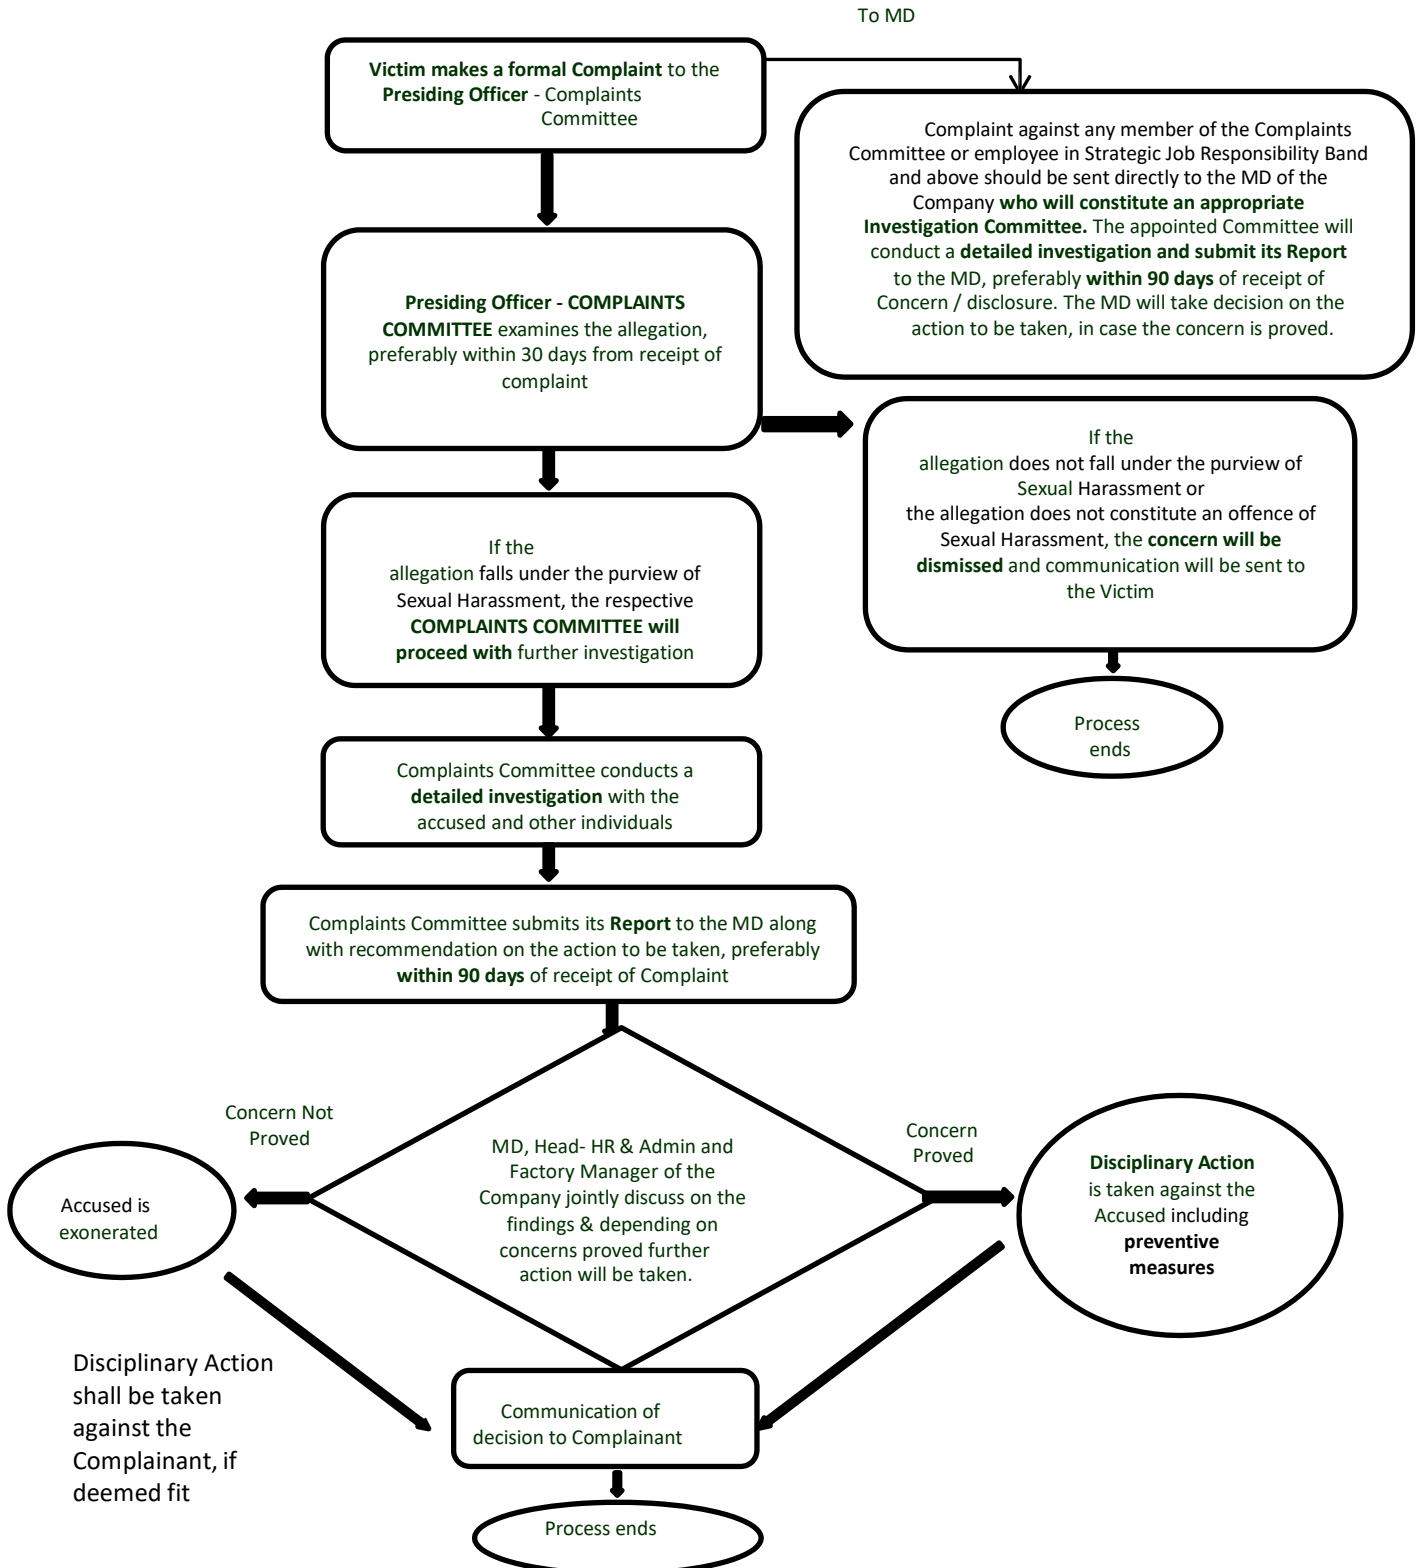 To MD
Victim makes a formal Complaint to the
Presiding Officer - Complaints
Committee
Complaint against any member of the Complaints
Committee or employee in Strategic Job Responsibility Band
and above should be sent directly to the MD of the
Company who will constitute an appropriate
Investigation Committee. The appointed Committee will
conduct a detailed investigation and submit its Report
to the MD, preferably within 90 days of receipt of
Concern / disclosure. The MD will take decision on the
action to be taken, in case the concern is proved.
Presiding Officer - COMPLAINTS
COMMITTEE examines the allegation,
preferably within 30 days from receipt of
complaint
If the
allegation does not fall under the purview of
Sexual Harassment or
the allegation does not constitute an offence of
Sexual Harassment, the concern will be
dismissed and communication will be sent to
the Victim
If the
allegation falls under the purview of
Sexual Harassment, the respective
COMPLAINTS COMMITTEE will
proceed with further investigation
Process
ends
Complaints Committee conducts a
detailed investigation with the
accused and other individuals
Complaints Committee submits its Report to the MD along
with recommendation on the action to be taken, preferably
within 90 days of receipt of Complaint
Concern Not
Proved
MD, Head- HR & Admin and
Factory Manager of the
Company jointly discuss on the
findings & depending on
concerns proved further
action will be taken.
Concern
Proved
Accused is
exonerated
Disciplinary Action
is taken against the
Accused including
preventive
measures
Disciplinary Action
shall be taken
against the
Complainant, if
deemed fit
Communication of
decision to Complainant
Process ends